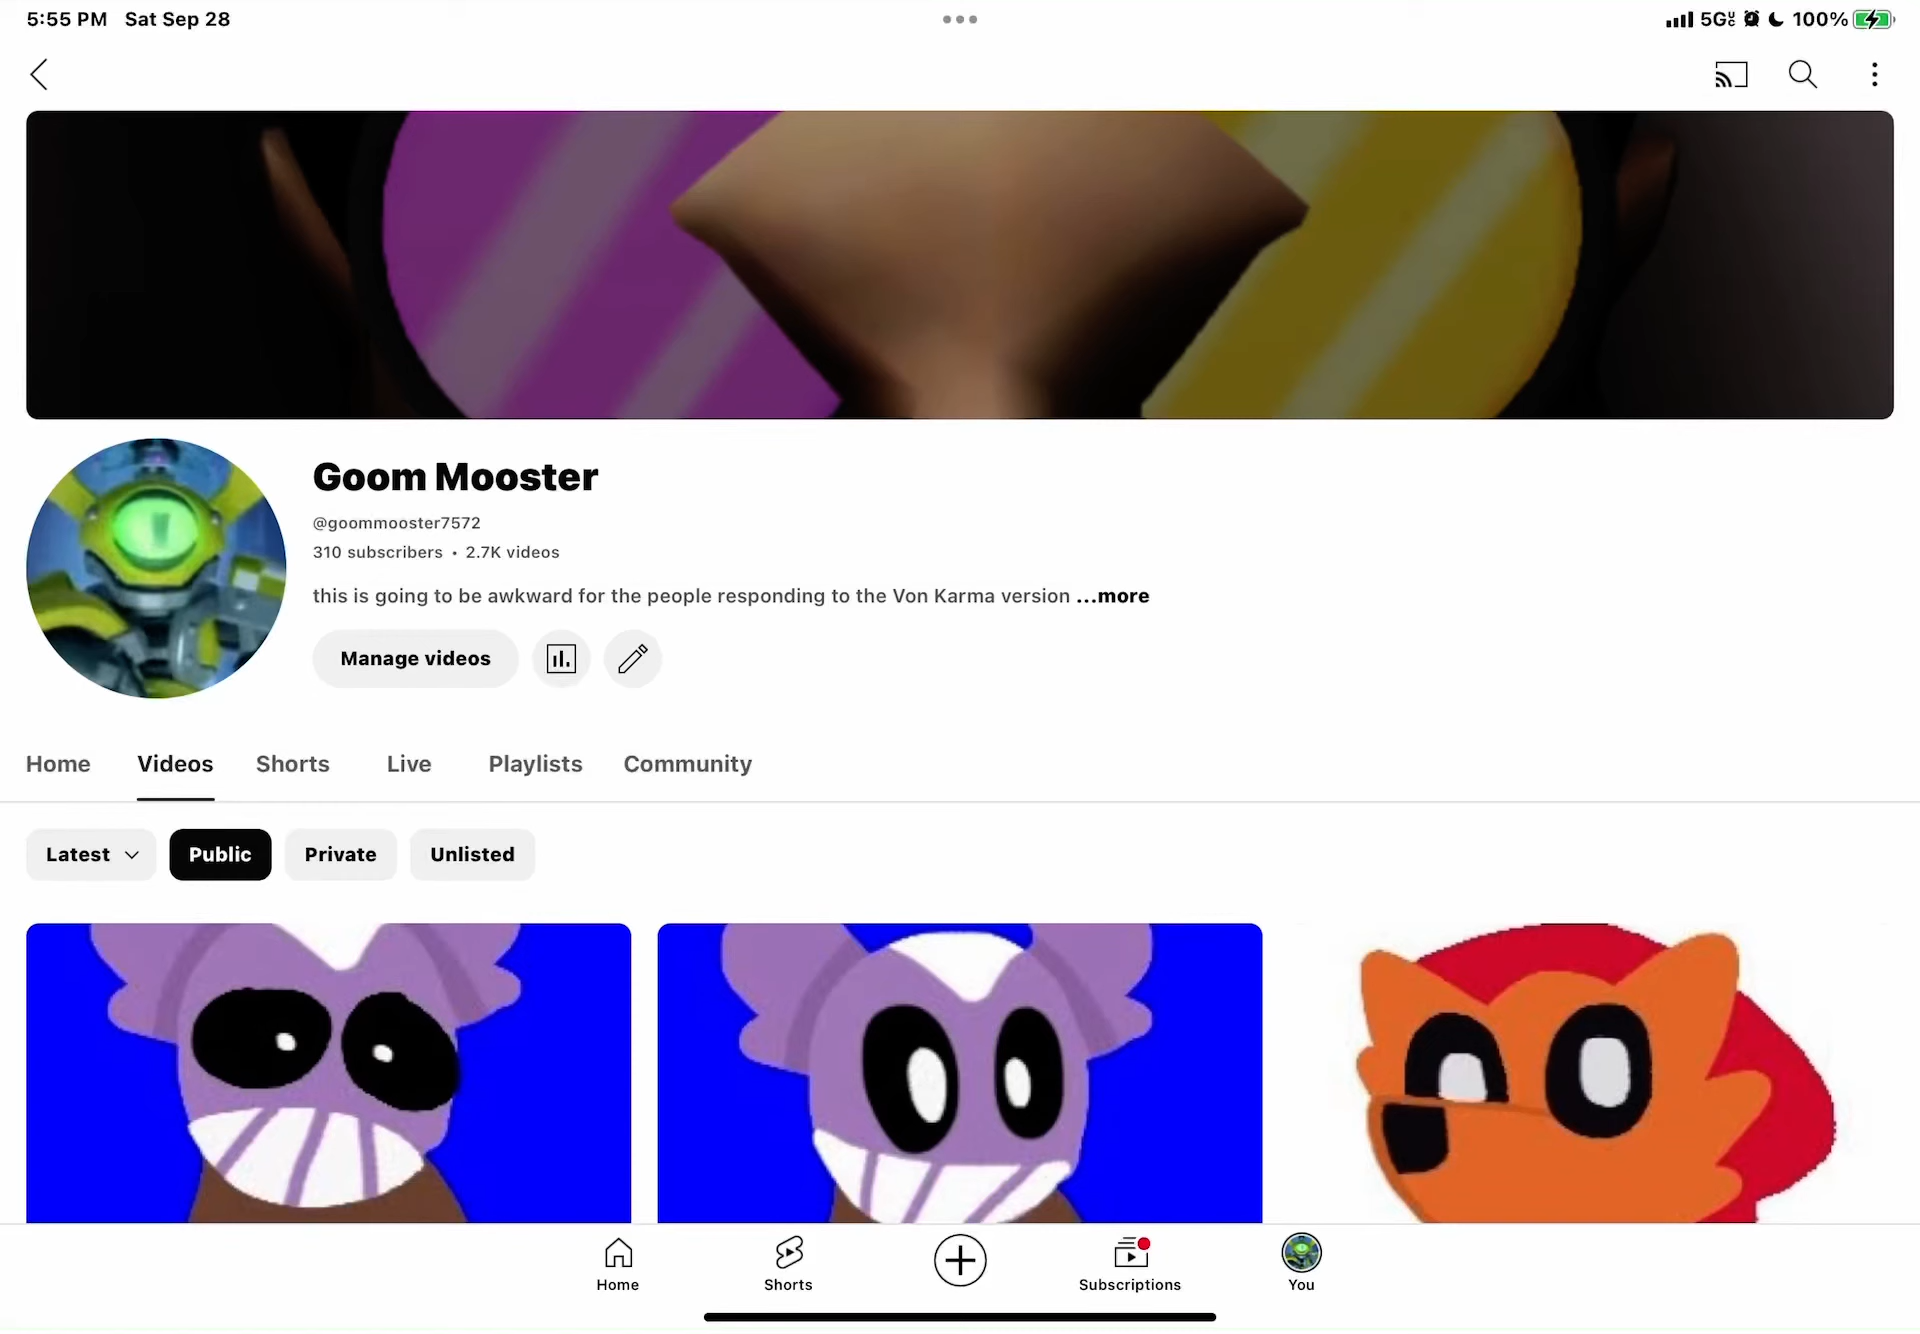 5:55 PM Sat Sep 28
5G 100%
Goom Mooster
@goommooster7572
310 subscribers • 2.7K videos
this is going to be awkward for the people responding to the Von Karma version ...more
Manage videos
Home Videos Shorts Live Playlists Community
Latest Public Private Unlisted
Home Shorts Subscriptions You